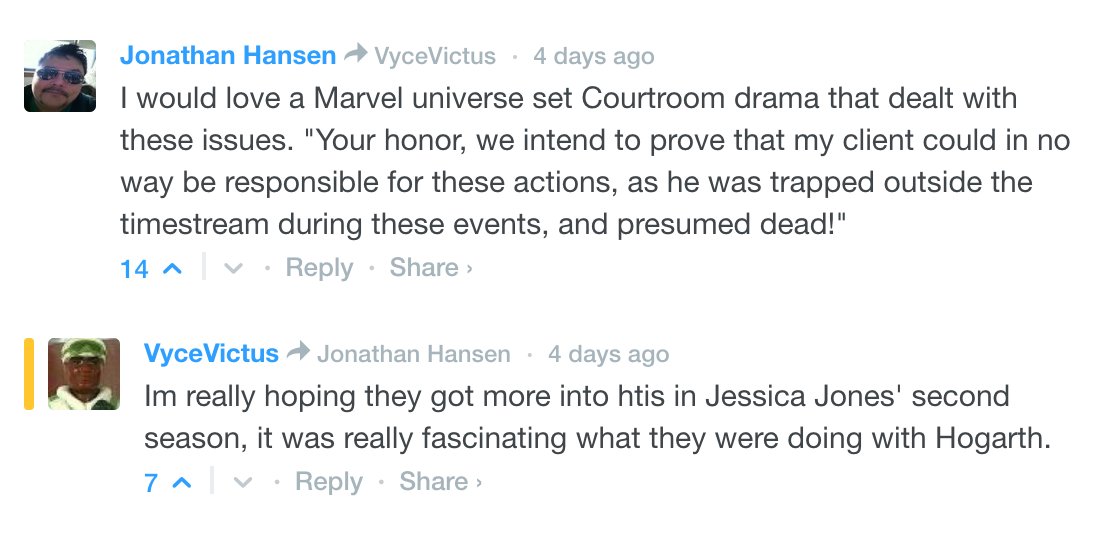 Jonathan Hansen VyceVictus · 4 days ago
I would love a Marvel universe set Courtroom drama that dealt with
these issues. "Your honor, we intend to prove that my client could in no
way be responsible for these actions, as he was trapped outside the
timestream during these events, and presumed dead!"
14 · Reply · Share ›
VyceVictus Jonathan Hansen · 4 days ago
Im really hoping they got more into htis in Jessica Jones' second
season, it was really fascinating what they were doing with Hogarth.
7 · Reply · Share ›